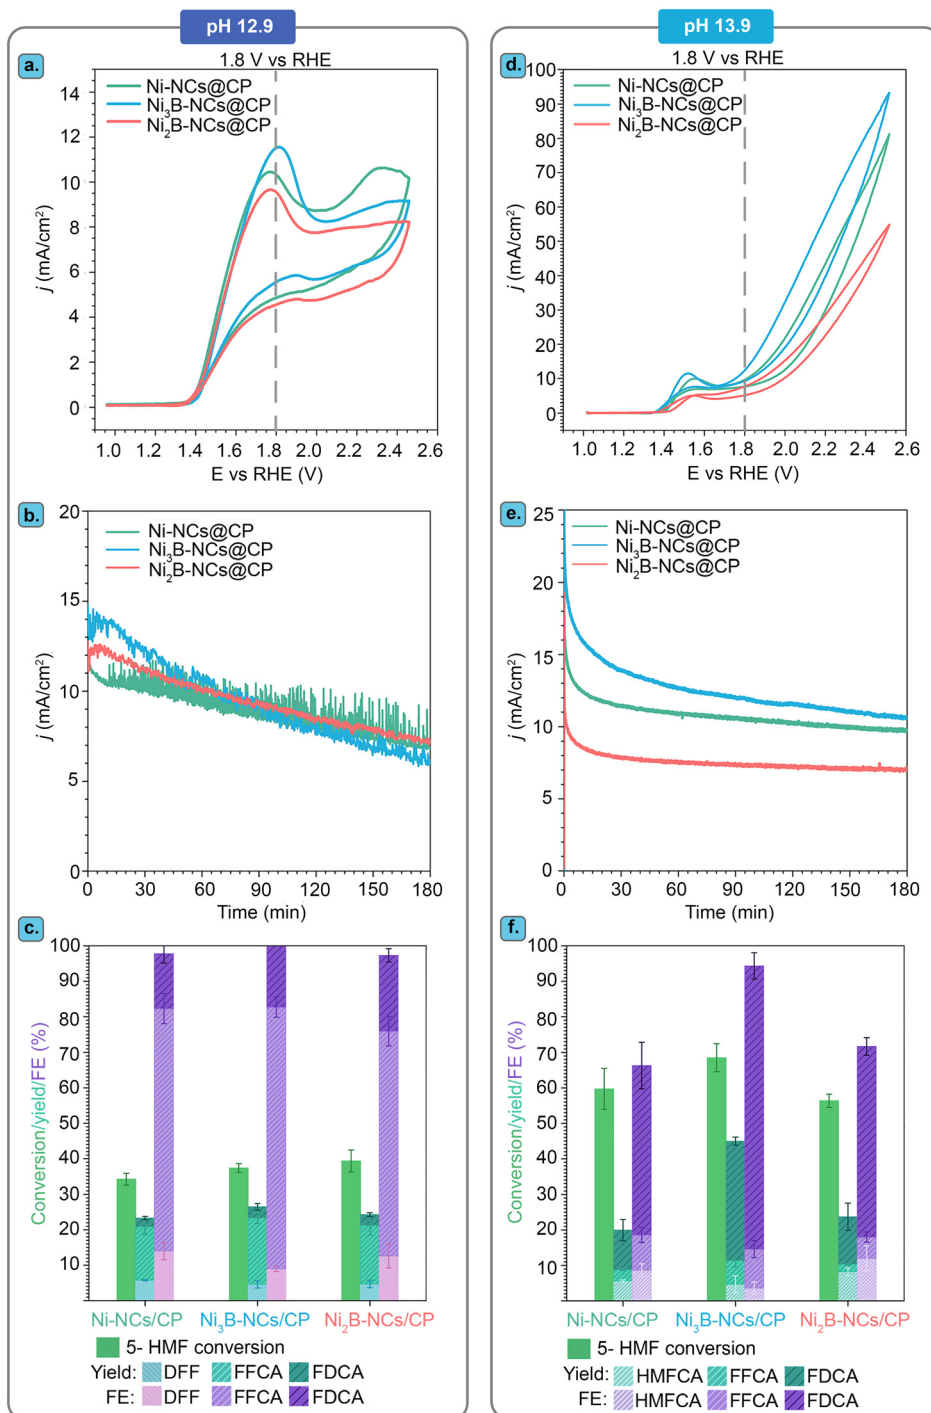 pH 12.9
a.
1.8 V vs RHE
Ni-NCs@CP
Ni3B-NCs@CP
Ni2B-NCs@CP
14
12
10
8
6
4
2
0
j (mA/cm²)
1.0 1.2 1.4 1.6 1.8 2.0 2.2 2.4 2.6
E vs RHE (V)
b.
Ni-NCs@CP
Ni3B-NCs@CP
Ni2B-NCs@CP
20
15
10
5
0
j (mA/cm²)
0 30 60 90 120 150 180
Time (min)
c.
100
90
80
70
60
50
40
30
20
10
Conversion/yield/FE (%)
Ni-NCs/CP Ni3B-NCs/CP Ni2B-NCs/CP
5- HMF conversion
Yield: DFF FFCA FDCA
FE: DFF FFCA FDCA
pH 13.9
d.
1.8 V vs RHE
Ni-NCs@CP
Ni3B-NCs@CP
Ni2B-NCs@CP
100
90
80
70
60
50
40
30
20
10
0
j (mA/cm²)
1.0 1.2 1.4 1.6 1.8 2.0 2.2 2.4 2.6
E vs RHE (V)
e.
Ni-NCs@CP
Ni3B-NCs@CP
Ni2B-NCs@CP
25
20
15
10
5
0
j (mA/cm²)
0 30 60 90 120 150 180
Time (min)
f.
100
90
80
70
60
50
40
30
20
10
Conversion/yield/FE (%)
Ni-NCs/CP Ni3B-NCs/CP Ni2B-NCs/CP
5- HMF conversion
Yield: HMFCA FFCA FDCA
FE: HMFCA FFCA FDCA